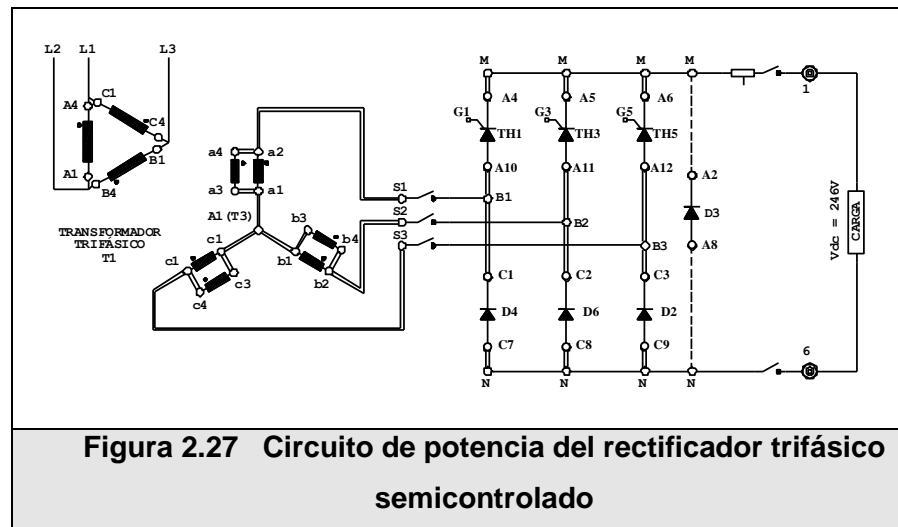 L2 L1 L3
M M M M
C1
A4 A4 A5 A6 1
G1 G3 G5
C4 TH1 TH3 TH5
B1
a4 a2 A10 A11 A12 A2
A1
B4 a3 a1 S1 B1 D3
S2 B2
A1(T3) b3 S3 B3 A8
TRANSFORMADOR
TRIFÁSICO
T1
c1 b1 b4
c1 b2 C1 C2 C3
c3
c4
D4 D6 D2
C7 C8 C9 6
N N N N
Vdc = 246V
CARGA
Figura 2.27 Circuito de potencia del rectificador trifásico
semicontrolado